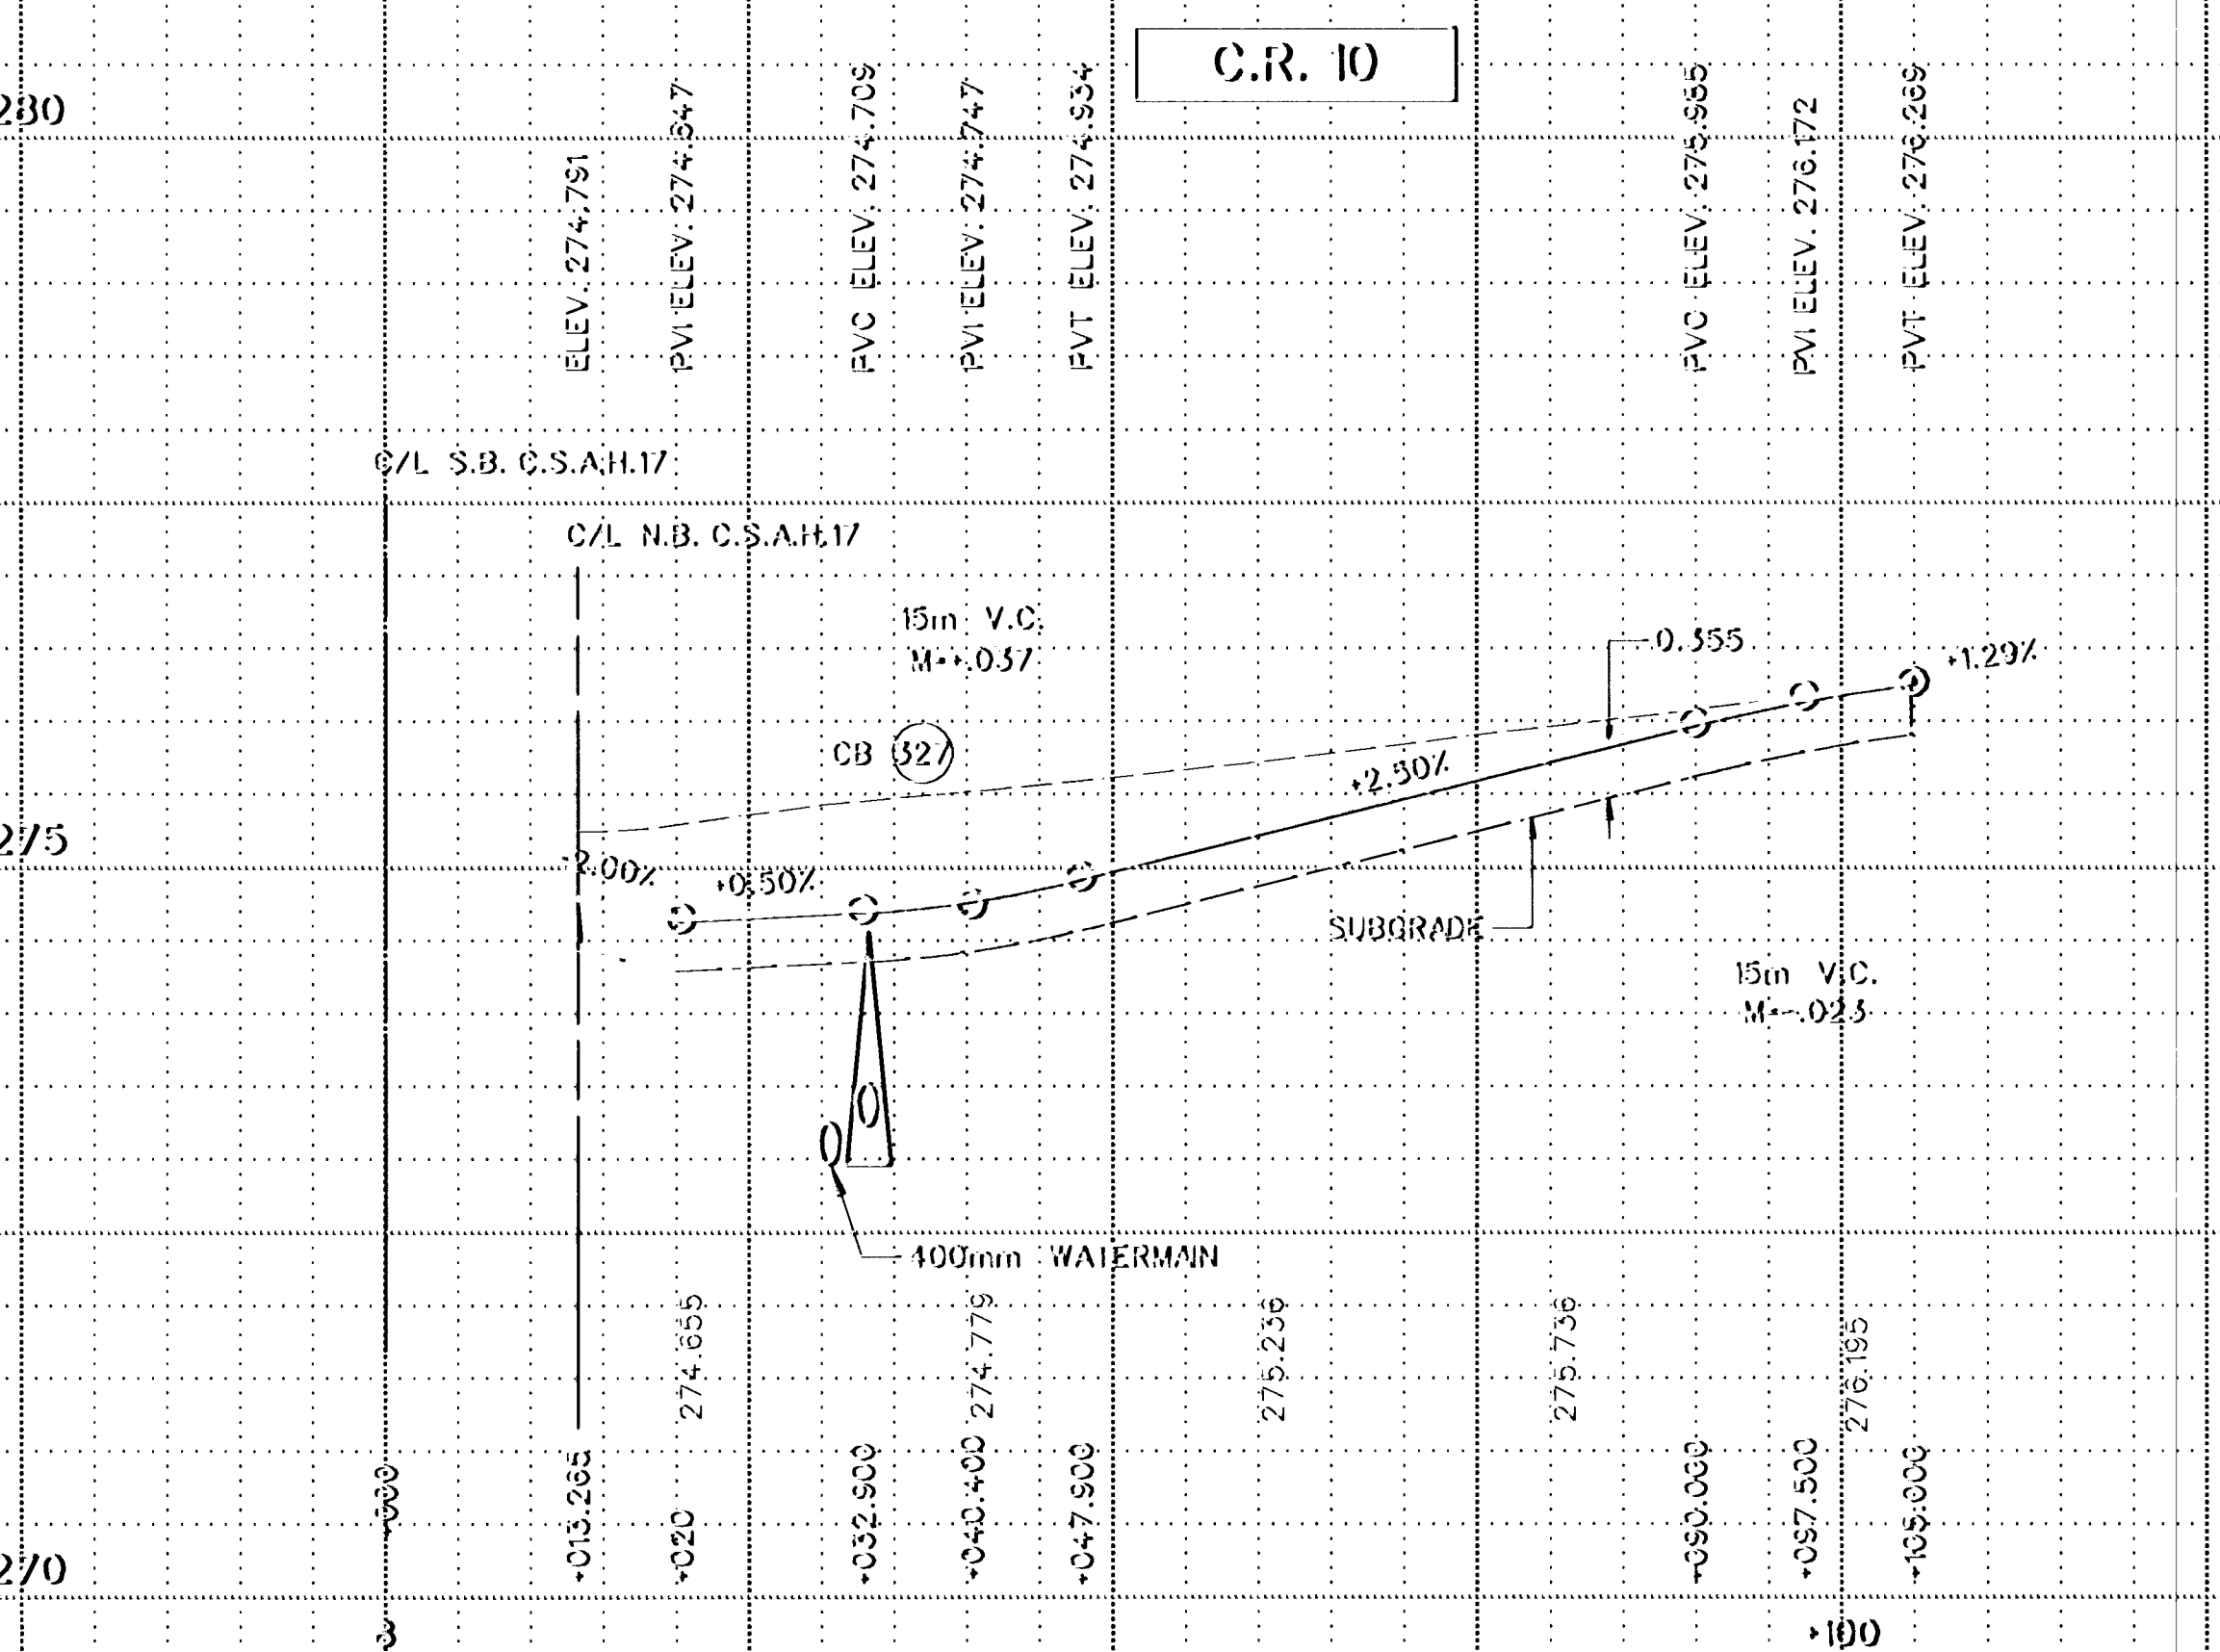 C.R. 10
280
ELEV. 274.791
PVI ELEV. 274.647
PVC ELEV. 274.709
PVI ELEV. 274.747
PVT ELEV. 274.934
PVC ELEV. 275.985
PVI ELEV. 276.172
PVT ELEV. 276.269
C/L S.B. C.S.A.H.17
C/L N.B. C.S.A.H.17
15m V.C.
M=+.037
0.355
+1.29%
CB 327
+2.50%
275
-2.00%
+0.50%
SUBGRADE
15m V.C.
M=-.023
400mm WATERMAIN
274.655
274.779
275.236
275.736
276.195
+000
+013.265
+020
+032.900
+040.400
+047.900
+090.000
+097.500
+105.000
270
+100